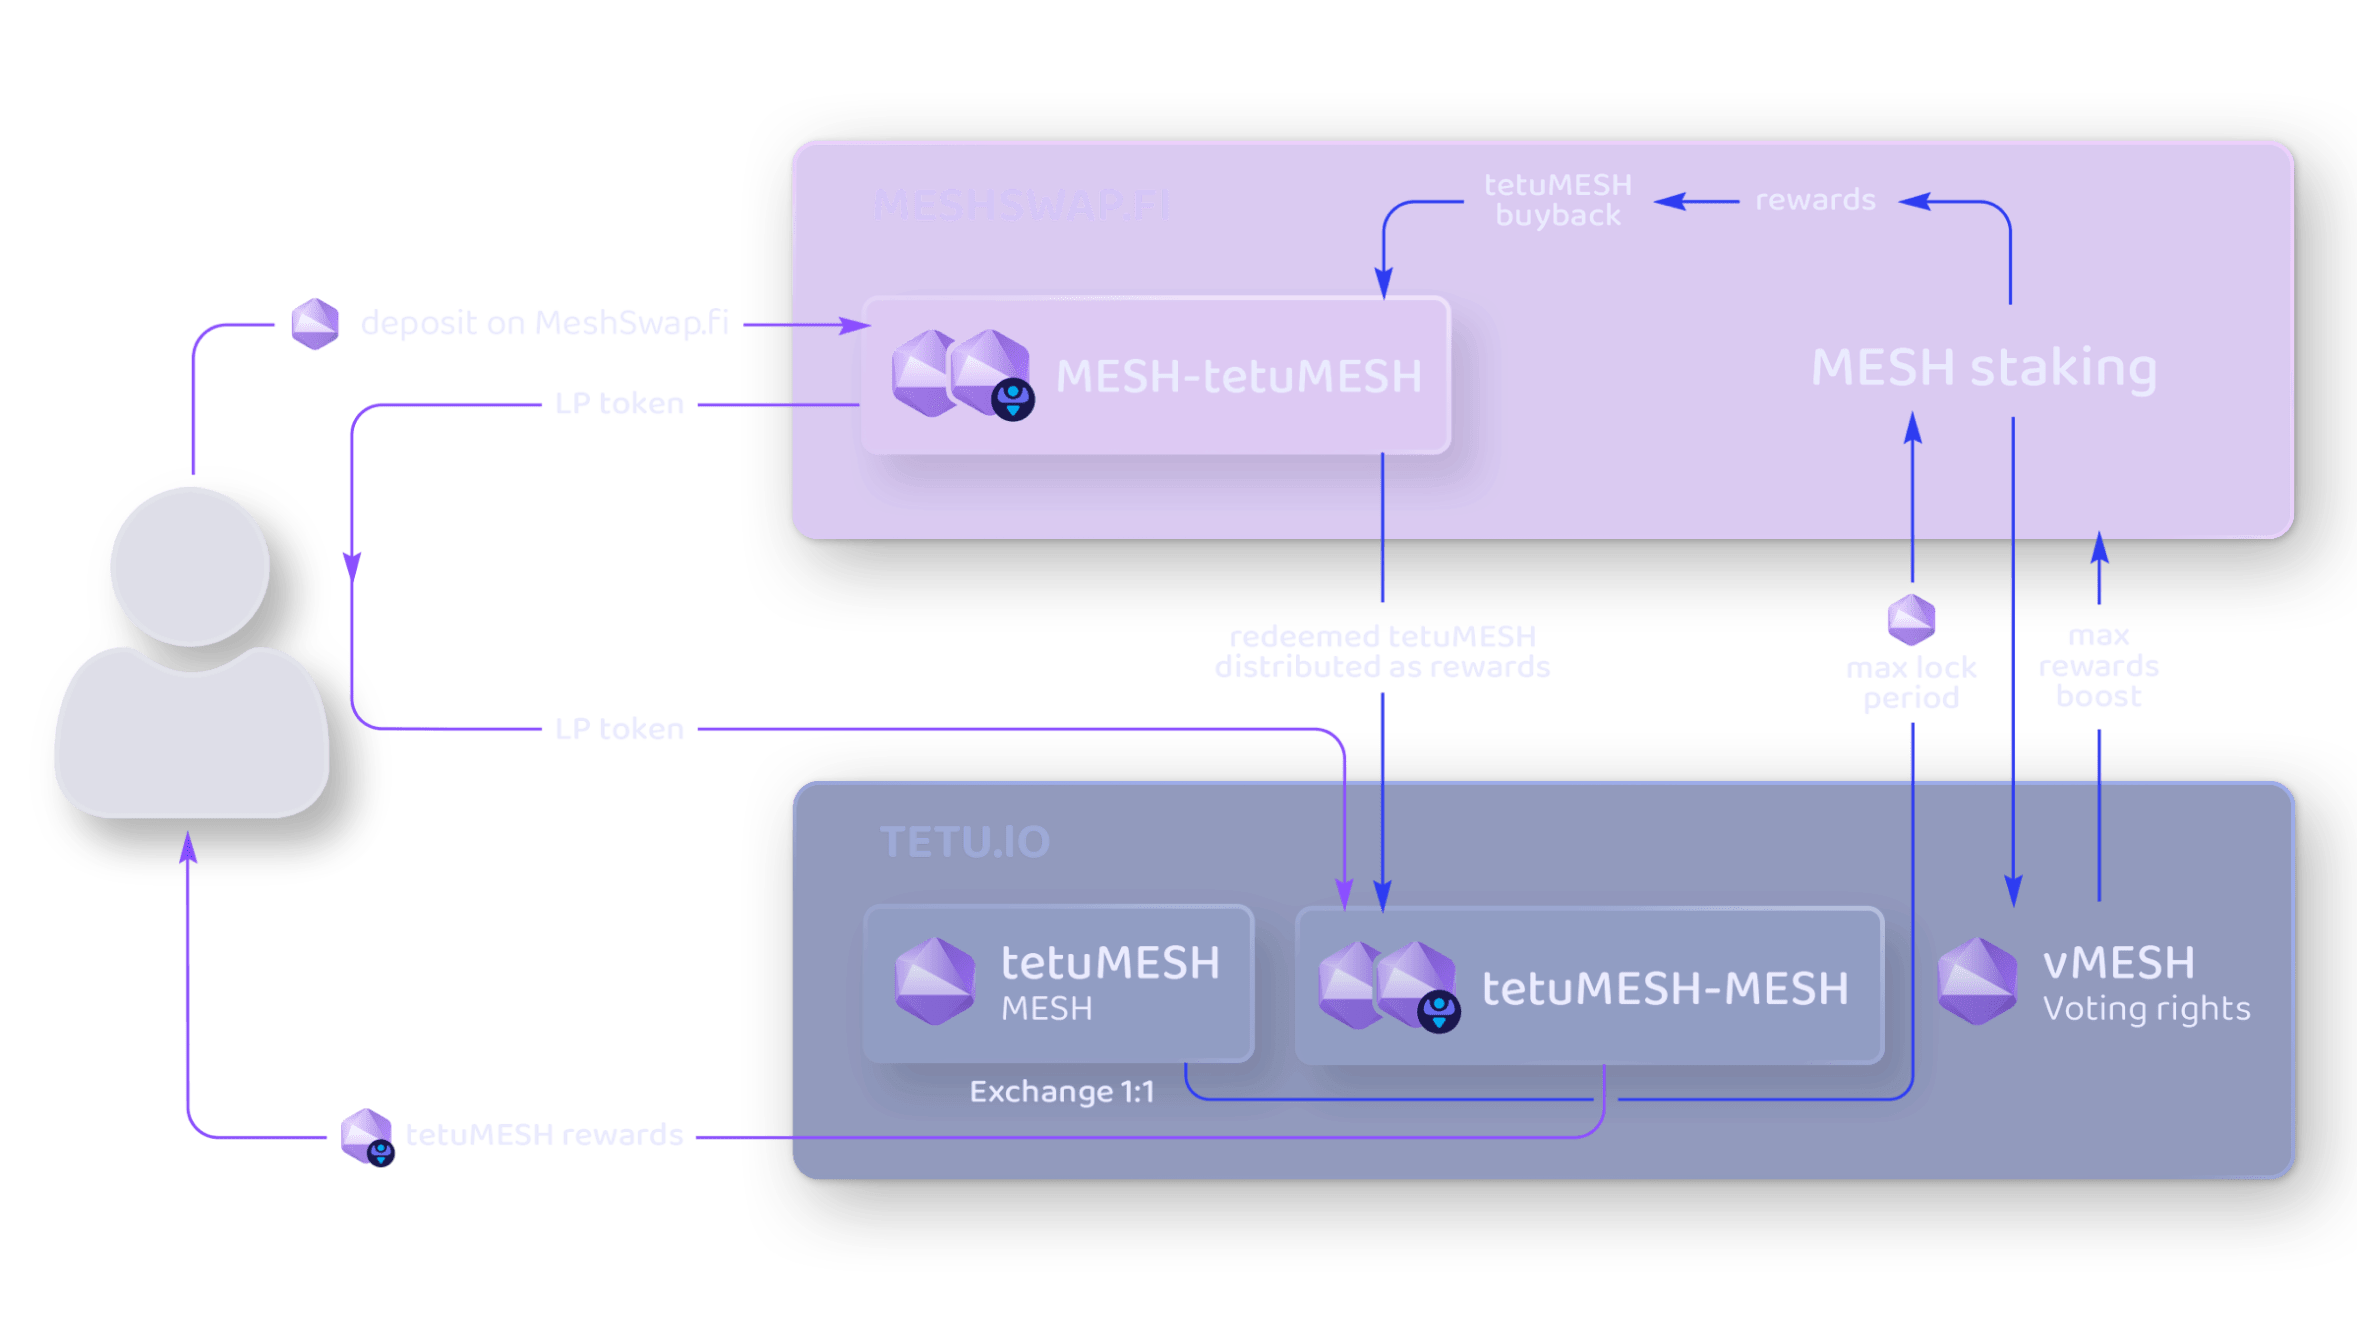 MESHSWAP.FI
tetuMESH
buyback
rewards
deposit on MeshSwap.fi
MESH-tetuMESH
MESH staking
LP token
redeemed tetuMESH
distributed as rewards
max lock
period
max
rewards
boost
LP token
TETU.IO
tetuMESH
MESH
tetuMESH-MESH
vMESH
Voting rights
Exchange 1:1
tetuMESH rewards